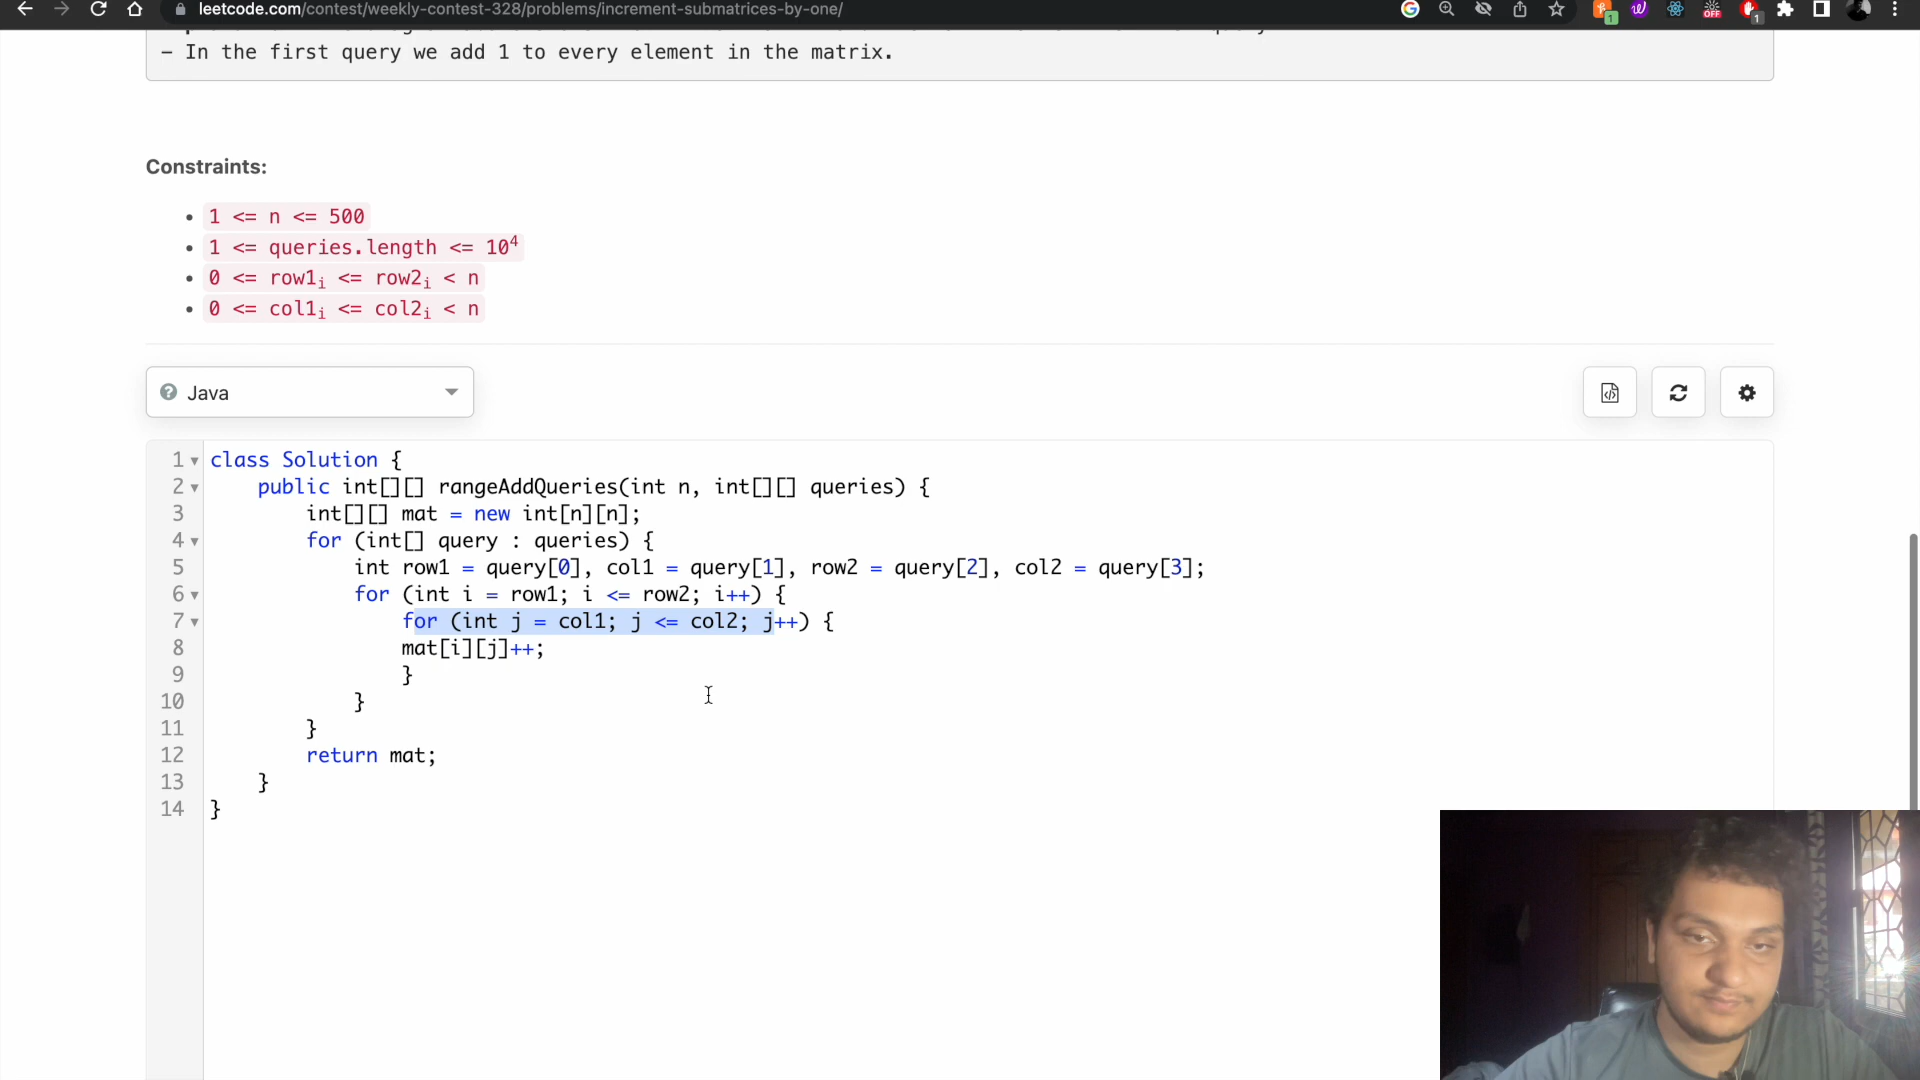 leetcode.com/contest/weekly-contest-328/problems/increment-submatrices-by-one/
- In the first query we add 1 to every element in the matrix.
Constraints:
• 1 <= n <= 500
• 1 <= queries.length <= 10⁴
• 0 <= row1ᵢ <= row2ᵢ < n
• 0 <= col1ᵢ <= col2ᵢ < n
Java
1 class Solution {
2 public int[][] rangeAddQueries(int n, int[][] queries) {
3 int[][] mat = new int[n][n];
4 for (int[] query : queries) {
5 int row1 = query[0], col1 = query[1], row2 = query[2], col2 = query[3];
6 for (int i = row1; i <= row2; i++) {
7 for (int j = col1; j <= col2; j++) {
8 mat[i][j]++;
9 }
10 }
11 }
12 return mat;
13 }
14 }